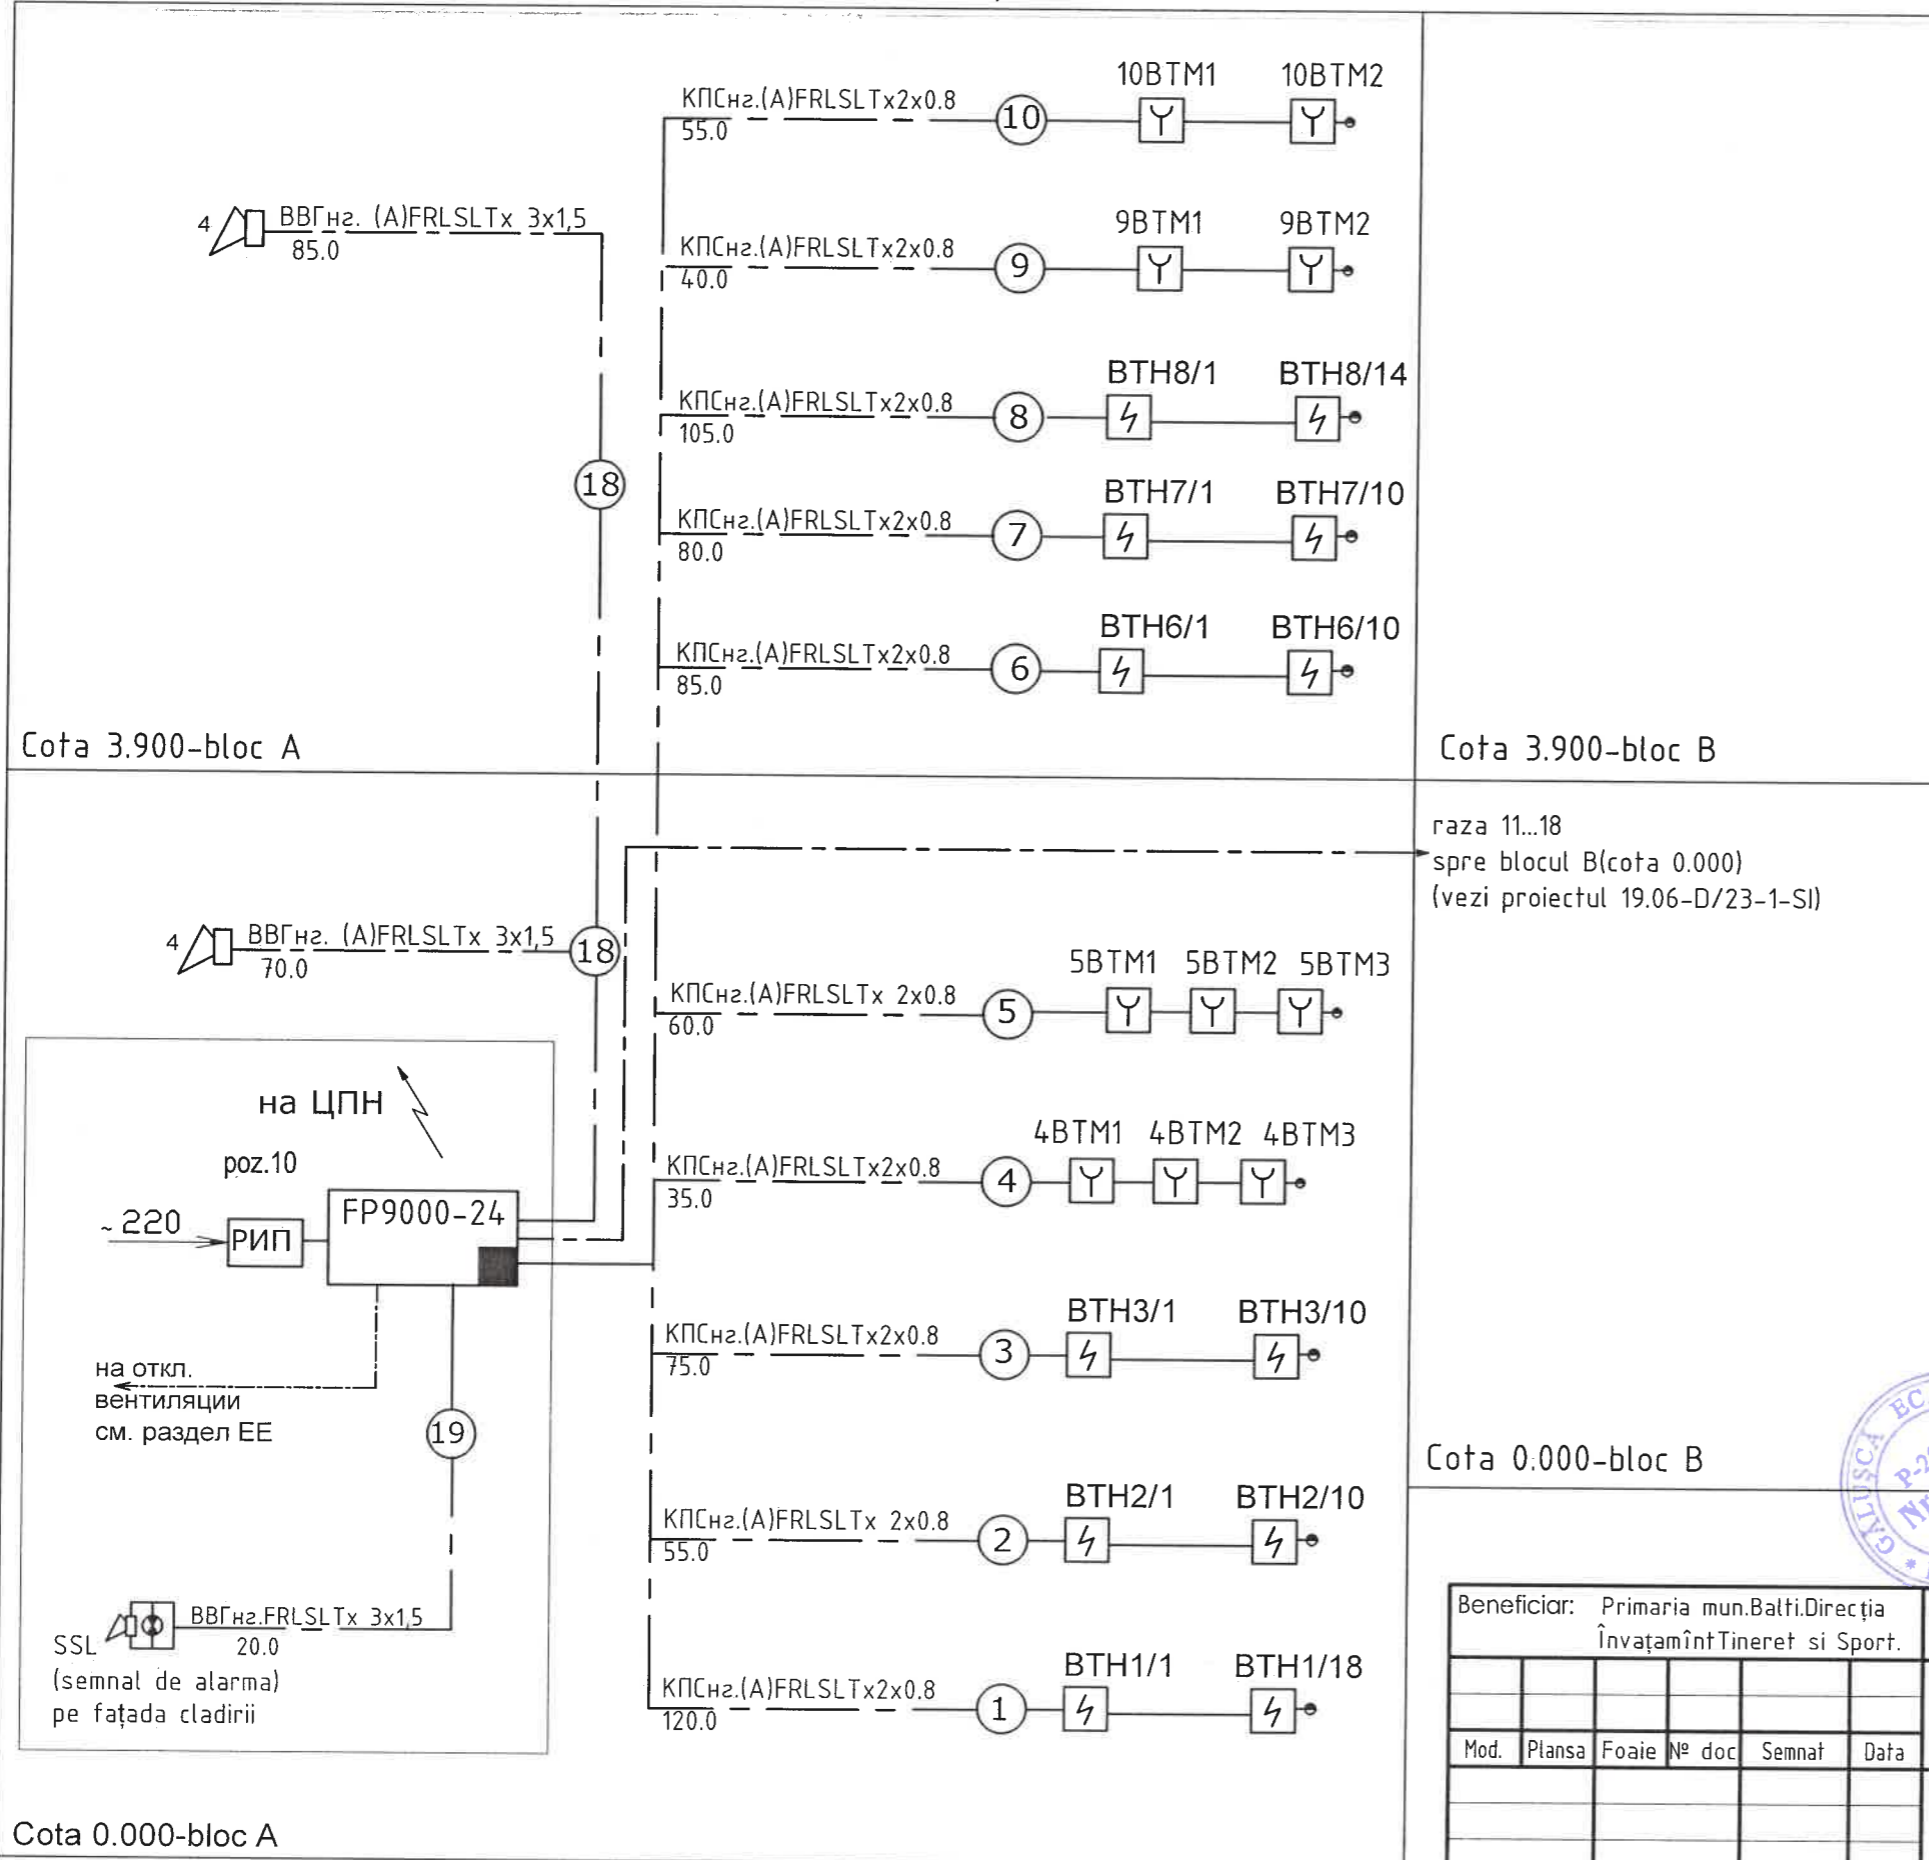 10BTM1 10BTM2
КПСнг.(A)FRLSLTx2x0.8
55.0
10
4
ВВГнг. (A)FRLSLTx 3x1,5
85.0
9BTM1 9BTM2
КПСнг.(A)FRLSLTx2x0.8
40.0
9
BTH8/1 BTH8/14
КПСнг.(A)FRLSLTx2x0.8
105.0
8
18
BTH7/1 BTH7/10
КПСнг.(A)FRLSLTx2x0.8
80.0
7
BTH6/1 BTH6/10
КПСнг.(A)FRLSLTx2x0.8
85.0
6
Cota 3.900-bloc A
Cota 3.900-bloc B
raza 11...18
spre blocul B(cota 0.000)
(vezi proiectul 19.06-D/23-1-SI)
4
ВВГнг. (A)FRLSLTx 3x1,5
70.0
18
5BTM1 5BTM2 5BTM3
КПСнг.(A)FRLSLTx 2x0.8
60.0
5
на ЦПН
poz.10
FP9000-24
~220
РИП
4BTM1 4BTM2 4BTM3
КПСнг.(A)FRLSLTx2x0.8
35.0
4
BTH3/1 BTH3/10
КПСнг.(A)FRLSLTx2x0.8
75.0
3
на откл.
вентиляции
см. раздел ЕЕ
19
Cota 0.000-bloc B
BTH2/1 BTH2/10
КПСнг.(A)FRLSLTx 2x0.8
55.0
2
SSL
ВВГнг.FRLSLTx 3x1,5
20.0
(semnal de alarma)
pe fațada cladirii
BTH1/1 BTH1/18
КПСнг.(A)FRLSLTx2x0.8
120.0
1
Cota 0.000-bloc A
GALUSCA EC
P-2
Nr
Beneficiar: Primaria mun.Balti.Direcția
ÎnvațamîntTineret si Sport.
Mod. Plansa Foaie № doc Semnat Data